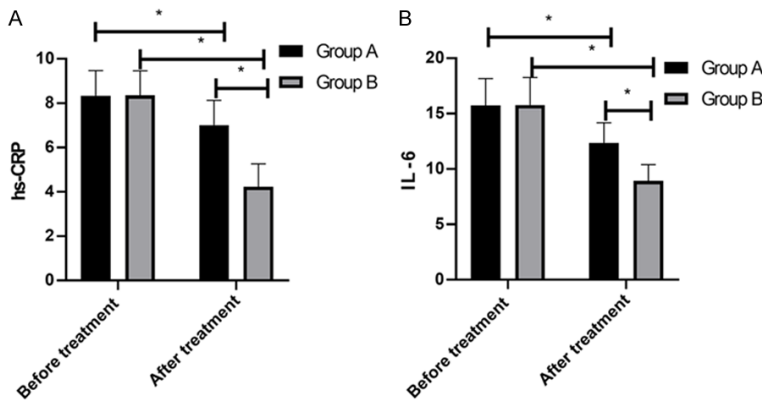 A
*
*
*
Group A
Group B
10
8
6
4
2
0
hs-CRP
Before treatment
After treatment
B
*
*
*
Group A
Group B
20
15
10
5
0
IL-6
Before treatment
After treatment